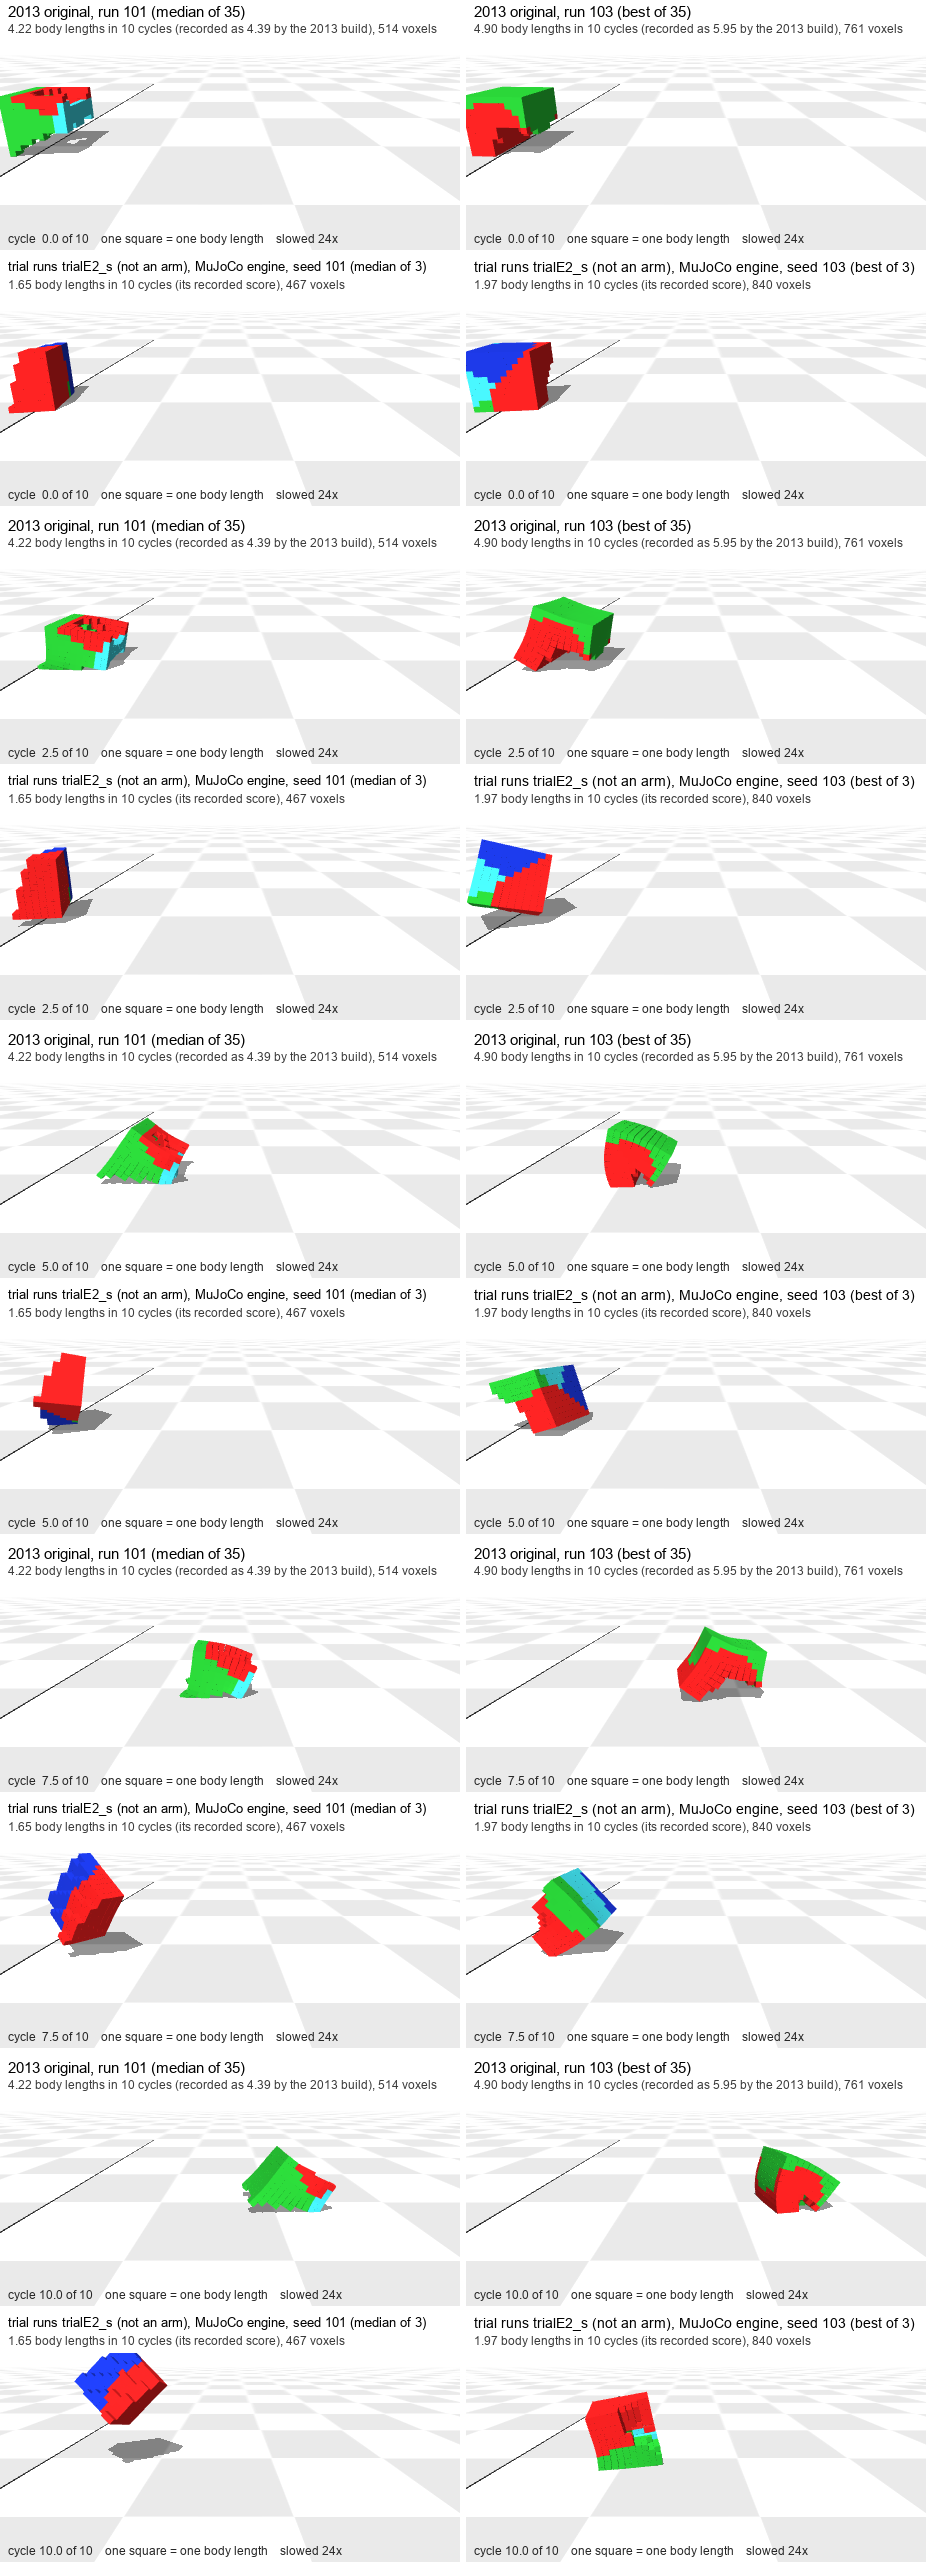 2013 original, run 101 (median of 35)
4.22 body lengths in 10 cycles (recorded as 4.39 by the 2013 build), 514 voxels
cycle 0.0 of 10 one square = one body length slowed 24x
2013 original, run 103 (best of 35)
4.90 body lengths in 10 cycles (recorded as 5.95 by the 2013 build), 761 voxels
cycle 0.0 of 10 one square = one body length slowed 24x
trial runs trialE2_s (not an arm), MuJoCo engine, seed 101 (median of 3)
1.65 body lengths in 10 cycles (its recorded score), 467 voxels
cycle 0.0 of 10 one square = one body length slowed 24x
trial runs trialE2_s (not an arm), MuJoCo engine, seed 103 (best of 3)
1.97 body lengths in 10 cycles (its recorded score), 840 voxels
cycle 0.0 of 10 one square = one body length slowed 24x
2013 original, run 101 (median of 35)
4.22 body lengths in 10 cycles (recorded as 4.39 by the 2013 build), 514 voxels
cycle 2.5 of 10 one square = one body length slowed 24x
2013 original, run 103 (best of 35)
4.90 body lengths in 10 cycles (recorded as 5.95 by the 2013 build), 761 voxels
cycle 2.5 of 10 one square = one body length slowed 24x
trial runs trialE2_s (not an arm), MuJoCo engine, seed 101 (median of 3)
1.65 body lengths in 10 cycles (its recorded score), 467 voxels
cycle 2.5 of 10 one square = one body length slowed 24x
trial runs trialE2_s (not an arm), MuJoCo engine, seed 103 (best of 3)
1.97 body lengths in 10 cycles (its recorded score), 840 voxels
cycle 2.5 of 10 one square = one body length slowed 24x
2013 original, run 101 (median of 35)
4.22 body lengths in 10 cycles (recorded as 4.39 by the 2013 build), 514 voxels
cycle 5.0 of 10 one square = one body length slowed 24x
2013 original, run 103 (best of 35)
4.90 body lengths in 10 cycles (recorded as 5.95 by the 2013 build), 761 voxels
cycle 5.0 of 10 one square = one body length slowed 24x
trial runs trialE2_s (not an arm), MuJoCo engine, seed 101 (median of 3)
1.65 body lengths in 10 cycles (its recorded score), 467 voxels
cycle 5.0 of 10 one square = one body length slowed 24x
trial runs trialE2_s (not an arm), MuJoCo engine, seed 103 (best of 3)
1.97 body lengths in 10 cycles (its recorded score), 840 voxels
cycle 5.0 of 10 one square = one body length slowed 24x
2013 original, run 101 (median of 35)
4.22 body lengths in 10 cycles (recorded as 4.39 by the 2013 build), 514 voxels
cycle 7.5 of 10 one square = one body length slowed 24x
2013 original, run 103 (best of 35)
4.90 body lengths in 10 cycles (recorded as 5.95 by the 2013 build), 761 voxels
cycle 7.5 of 10 one square = one body length slowed 24x
trial runs trialE2_s (not an arm), MuJoCo engine, seed 101 (median of 3)
1.65 body lengths in 10 cycles (its recorded score), 467 voxels
cycle 7.5 of 10 one square = one body length slowed 24x
trial runs trialE2_s (not an arm), MuJoCo engine, seed 103 (best of 3)
1.97 body lengths in 10 cycles (its recorded score), 840 voxels
cycle 7.5 of 10 one square = one body length slowed 24x
2013 original, run 101 (median of 35)
4.22 body lengths in 10 cycles (recorded as 4.39 by the 2013 build), 514 voxels
cycle 10.0 of 10 one square = one body length slowed 24x
2013 original, run 103 (best of 35)
4.90 body lengths in 10 cycles (recorded as 5.95 by the 2013 build), 761 voxels
cycle 10.0 of 10 one square = one body length slowed 24x
trial runs trialE2_s (not an arm), MuJoCo engine, seed 101 (median of 3)
1.65 body lengths in 10 cycles (its recorded score), 467 voxels
cycle 10.0 of 10 one square = one body length slowed 24x
trial runs trialE2_s (not an arm), MuJoCo engine, seed 103 (best of 3)
1.97 body lengths in 10 cycles (its recorded score), 840 voxels
cycle 10.0 of 10 one square = one body length slowed 24x